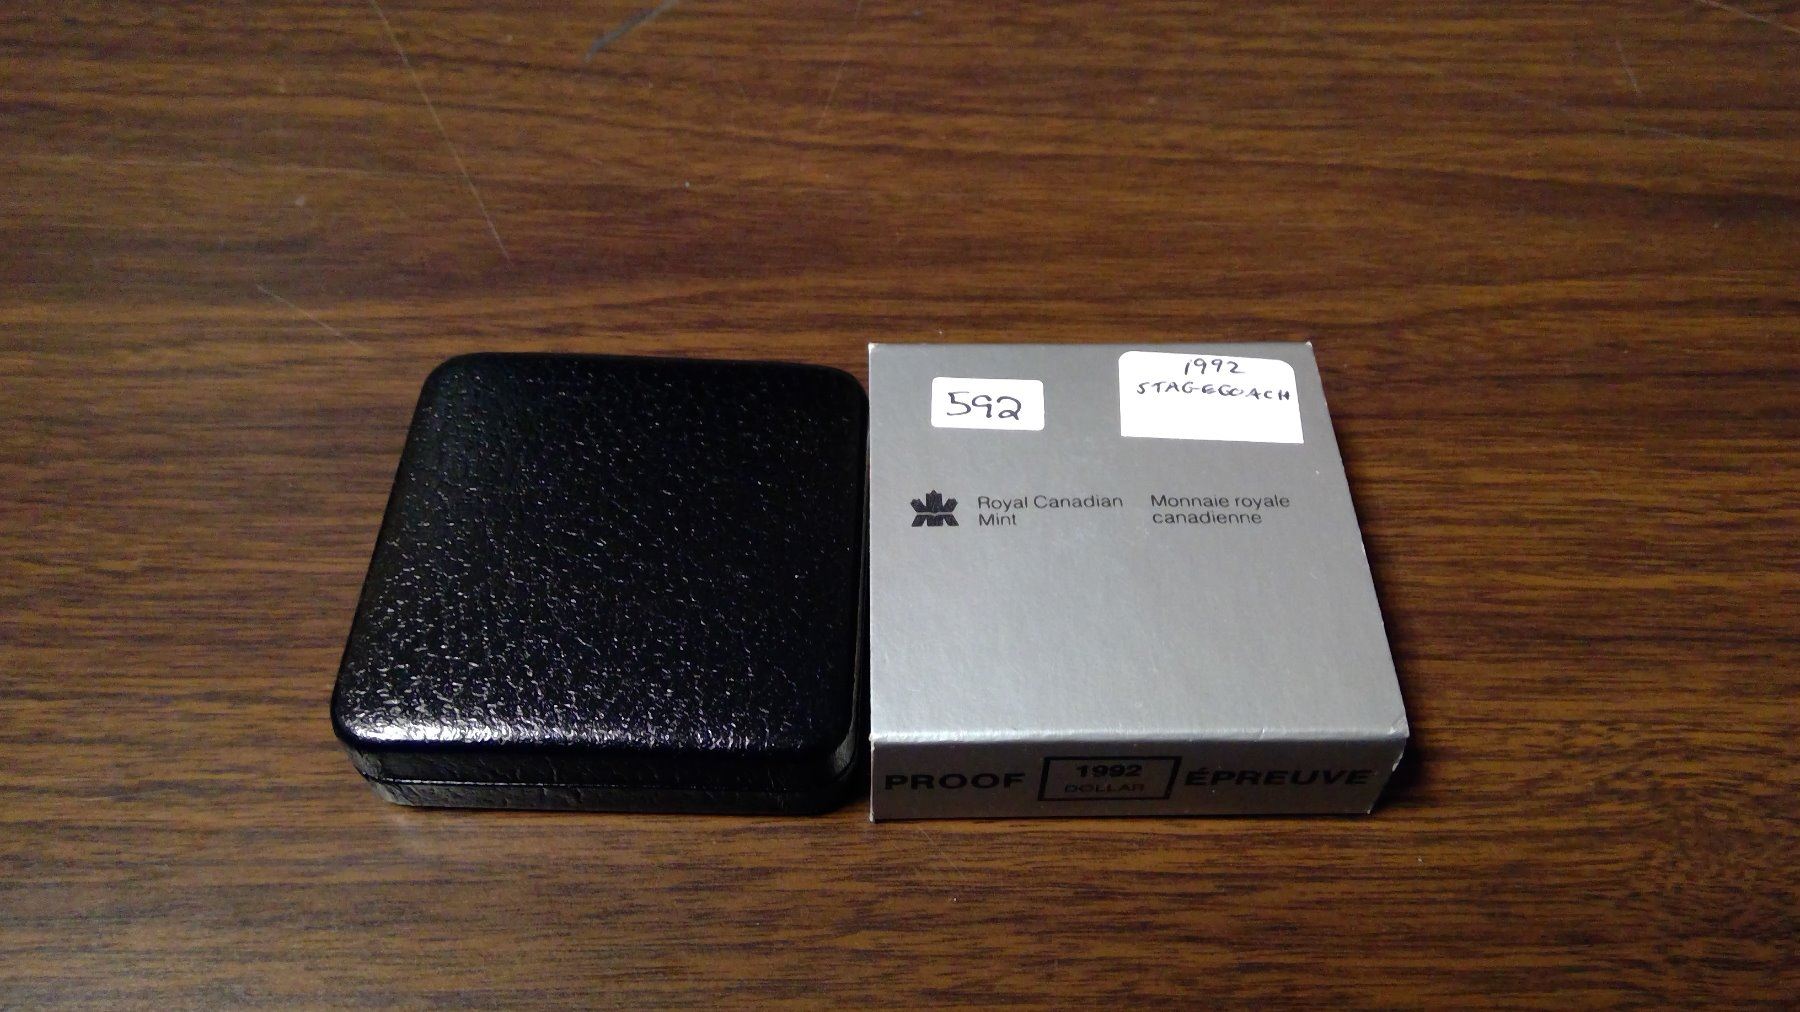 592
1992
STAGECOACH
Royal Canadian
Mint
Monnaie royale
canadienne
PROOF
1992
DOLLAR
ÉPREUVE